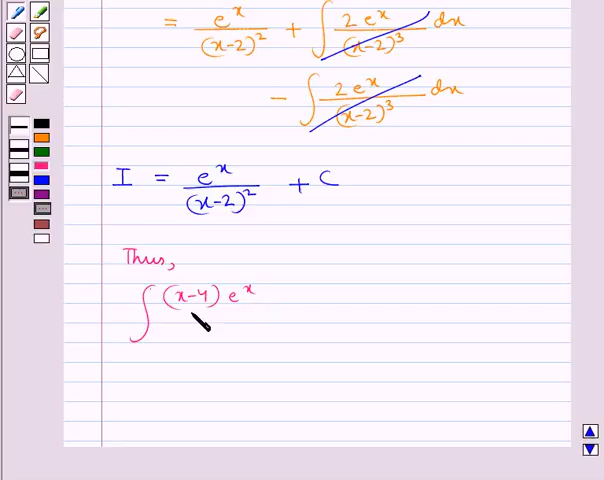 = e^x/(x-2)^2 + ∫ 2e^x/(x-2)^3 dx
- ∫ 2e^x/(x-2)^3 dx
I = e^x/(x-2)^2 + C
Thus,
∫ (x-4) e^x